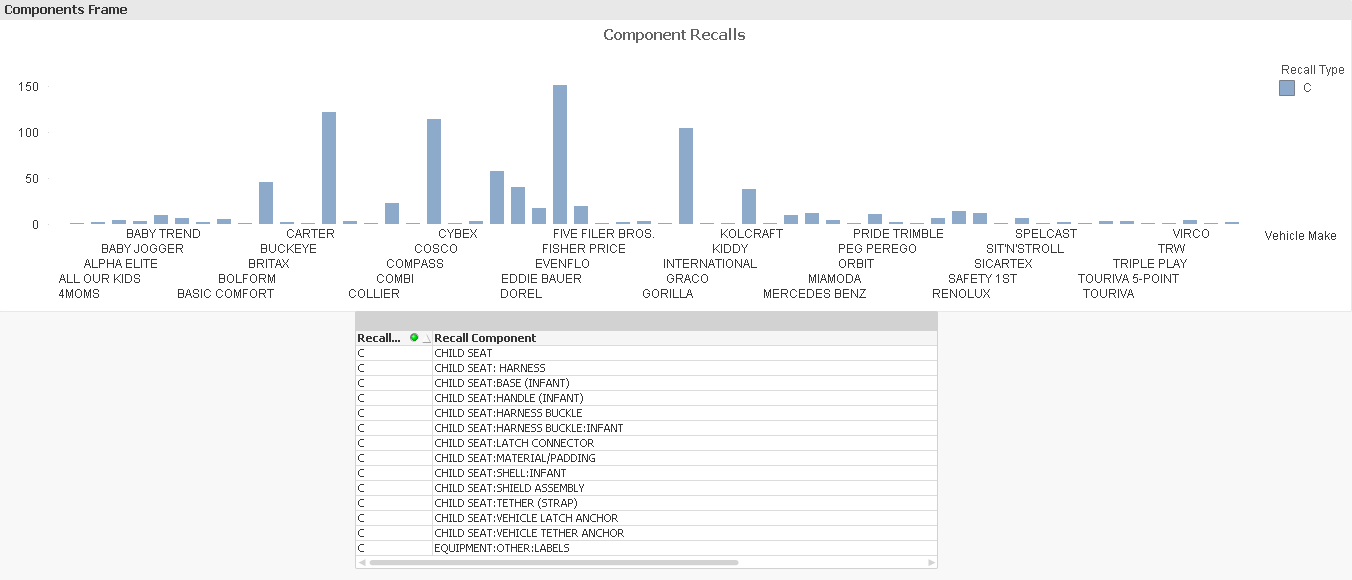 Components Frame
Component Recalls
Recall Type
C
150
100
50
0
BABY TREND CARTER CYBEX FIVE FILER BROS. KOLCRAFT PRIDE TRIMBLE SPELCAST VIRCO
Vehicle Make
BABY JOGGER BUCKEYE COSCO FISHER PRICE KIDDY PEG PEREGO SIT'N'STROLL TRW
ALPHA ELITE BRITAX COMPASS EVENFLO INTERNATIONAL ORBIT SICARTEX TRIPLE PLAY
ALL OUR KIDS BOLFORM COMBI EDDIE BAUER GRACO MIAMODA SAFETY 1ST TOURIVA 5-POINT
4MOMS BASIC COMFORT COLLIER DOREL GORILLA MERCEDES BENZ RENOLUX TOURIVA
Recall... Recall Component
C CHILD SEAT
C CHILD SEAT: HARNESS
C CHILD SEAT:BASE (INFANT)
C CHILD SEAT:HANDLE (INFANT)
C CHILD SEAT:HARNESS BUCKLE
C CHILD SEAT:HARNESS BUCKLE:INFANT
C CHILD SEAT:LATCH CONNECTOR
C CHILD SEAT:MATERIAL/PADDING
C CHILD SEAT:SHELL:INFANT
C CHILD SEAT:SHIELD ASSEMBLY
C CHILD SEAT:TETHER (STRAP)
C CHILD SEAT:VEHICLE LATCH ANCHOR
C CHILD SEAT:VEHICLE TETHER ANCHOR
C EQUIPMENT:OTHER:LABELS